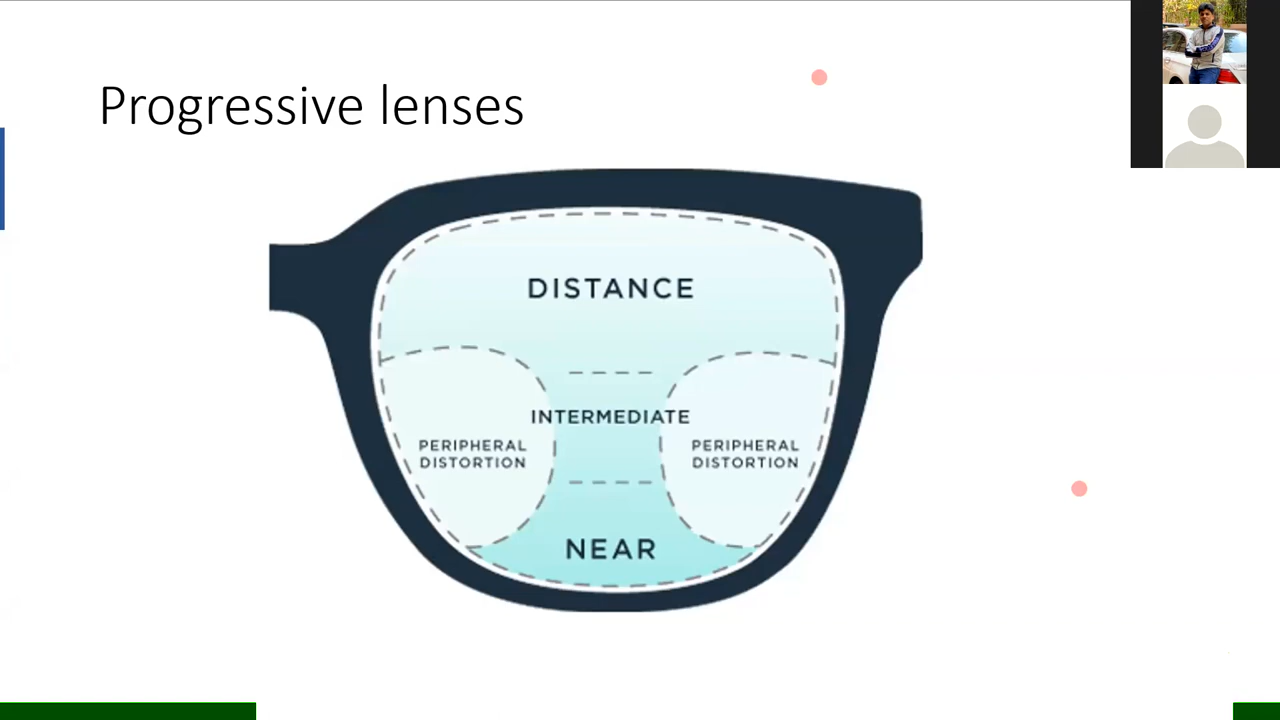 Progressive lenses
DISTANCE
INTERMEDIATE
PERIPHERAL
DISTORTION
PERIPHERAL
DISTORTION
NEAR